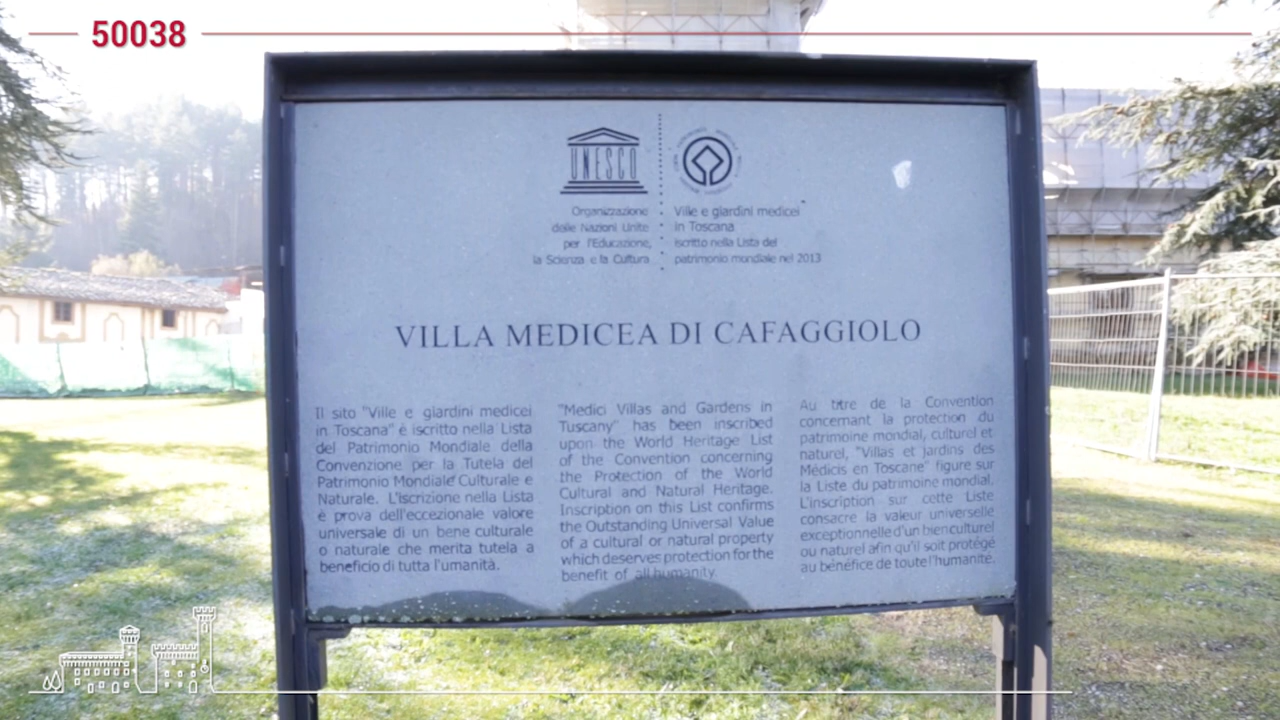 50038
UNESCO
Organizzazione
delle Nazioni Unite
per l'Educazione,
la Scienza e la Cultura
Ville e giardini medicei
in Toscana
iscritto nella Lista del
patrimonio mondiale nel 2013
VILLA MEDICEA DI CAFAGGIOLO
Il sito "Ville e giardini medicei
in Toscana" è iscritto nella Lista
del Patrimonio Mondiale della
Convenzione per la Tutela del
Patrimonio Mondiale Culturale e
Naturale. L'iscrizione nella Lista
è prova dell'eccezionale valore
universale di un bene culturale
o naturale che merita tutela a
beneficio di tutta l'umanità.
"Medici Villas and Gardens in
Tuscany" has been inscribed
upon the World Heritage List
of the Convention concerning
the Protection of the World
Cultural and Natural Heritage.
Inscription on this List confirms
the Outstanding Universal Value
of a cultural or natural property
which deserves protection for the
benefit of all humanity.
Au titre de la Convention
concernant la protection du
patrimoine mondial, culturel et
naturel, "Villas et jardins des
Médicis en Toscane" figure sur
la Liste du patrimoine mondial.
L'inscription sur cette Liste
consacre la valeur universelle
exceptionnelle d'un bien culturel
ou naturel afin qu'il soit protégé
au bénéfice de toute l'humanité.